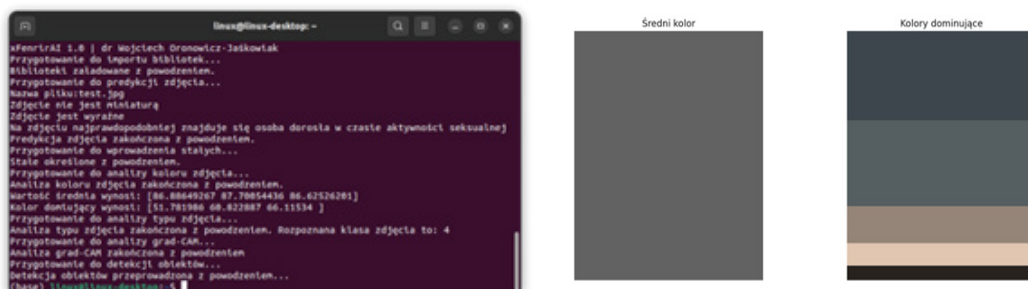 linux@linux-desktop: ~
xFenrirAI 1.0 | dr Wojciech Oronowicz-Jaśkowiak
Przygotowanie do importu bibliotek...
Biblioteki załadowane z powodzeniem.
Przygotowanie do predykcji zdjęcia...
Nazwa pliku:test.jpg
Zdjęcie nie jest miniaturą
Zdjęcie jest wyraźne
Na zdjęciu najprawdopodobniej znajduje się osoba dorosła w czasie aktywności seksualnej
Predykcja zdjęcia zakończona z powodzeniem.
Przygotowanie do wprowadzenia stałych...
Stałe określone z powodzeniem.
Przygotowanie do analizy koloru zdjęcia...
Analiza koloru zdjęcia zakończona z powodzeniem.
Wartość średnia wynosi: [86.88649267 87.70054436 86.62526201]
Kolor domiujący wynosi: [51.781986 60.822887 66.11534 ]
Przygotowanie do analizy typu zdjęcia...
Analiza typu zdjęcia zakończona z powodzeniem. Rozpoznana klasa zdjęcia to: 4
Przygotowanie do analizy grad-CAM...
Analiza grad-CAM zakończona z powodzeniem
Przygotowanie do detekcji obiektów...
Detekcja obiektów przeprowadzona z powodzeniem...
(base) linux@linux-desktop:~$
Średni kolor
Kolory dominujące